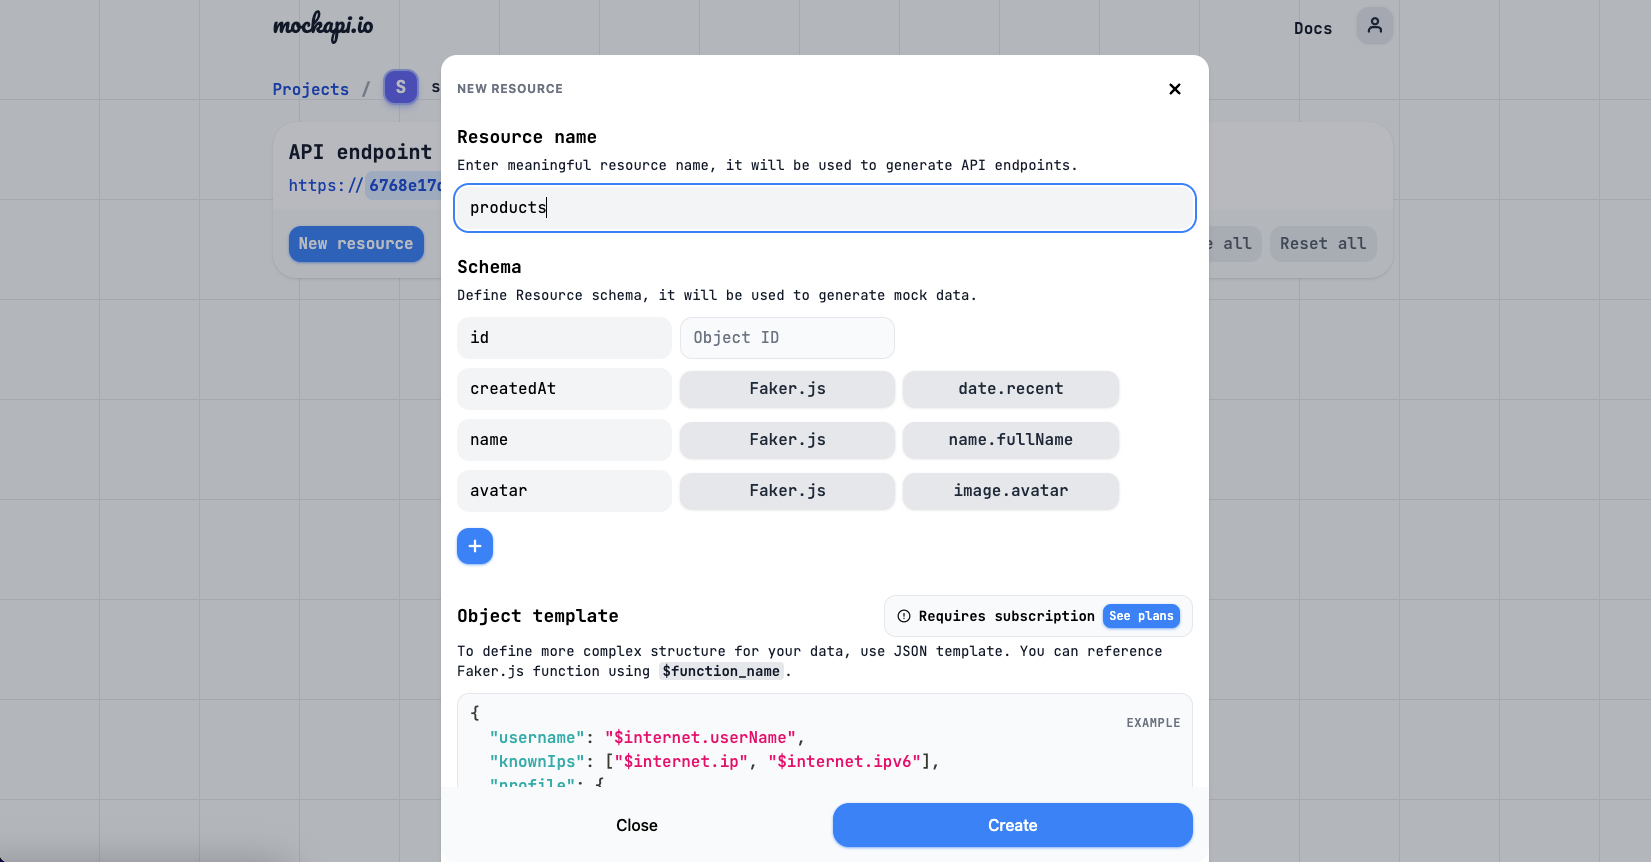 mockapi.io
Docs
Projects / S s
API endpoint
https://6768e17
New resource
e all
Reset all
NEW RESOURCE
Resource name
Enter meaningful resource name, it will be used to generate API endpoints.
products
Schema
Define Resource schema, it will be used to generate mock data.
id Object ID
createdAt Faker.js date.recent
name Faker.js name.fullName
avatar Faker.js image.avatar
+
Object template
Requires subscription See plans
To define more complex structure for your data, use JSON template. You can reference
Faker.js function using $function_name.
EXAMPLE
{
"username": "$internet.userName",
"knownIps": ["$internet.ip", "$internet.ipv6"],
"profile": {
Close
Create